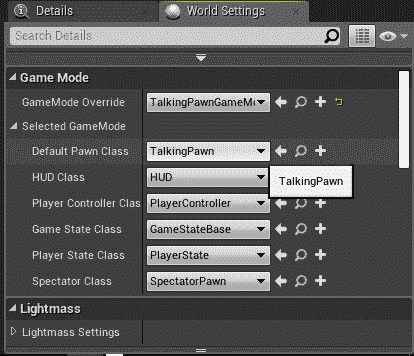 Details
World Settings
Search Details
Game Mode
GameMode Override
TalkingPawnGameMo
Selected GameMode
Default Pawn Class
TalkingPawn
HUD Class
HUD
TalkingPawn
Player Controller Clas
PlayerController
Game State Class
GameStateBase
Player State Class
PlayerState
Spectator Class
SpectatorPawn
Lightmass
Lightmass Settings